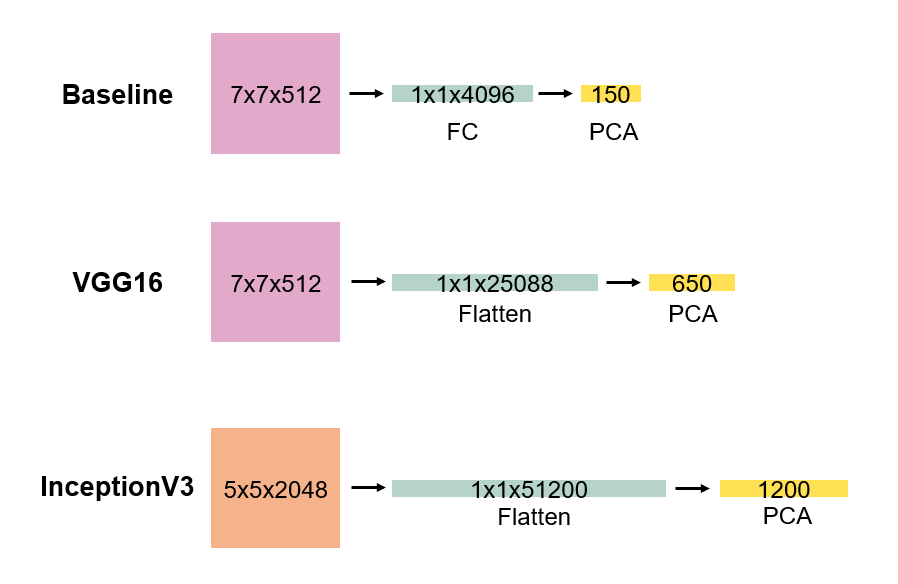 Baseline
7x7x512
1x1x4096
150
FC
PCA
VGG16
7x7x512
1x1x25088
650
Flatten
PCA
InceptionV3
5x5x2048
1x1x51200
1200
Flatten
PCA